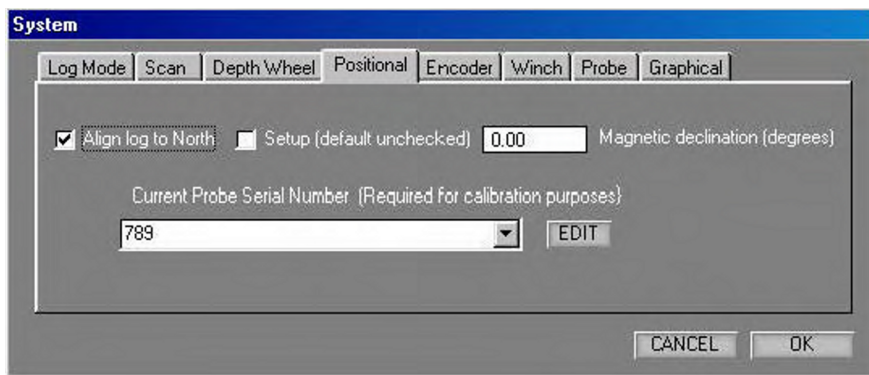 System
Log Mode Scan Depth Wheel Positional Encoder Winch Probe Graphical
Align log to North Setup (default unchecked) 0.00 Magnetic declination (degrees)
Current Probe Serial Number (Required for calibration purposes}
789 EDIT
CANCEL OK